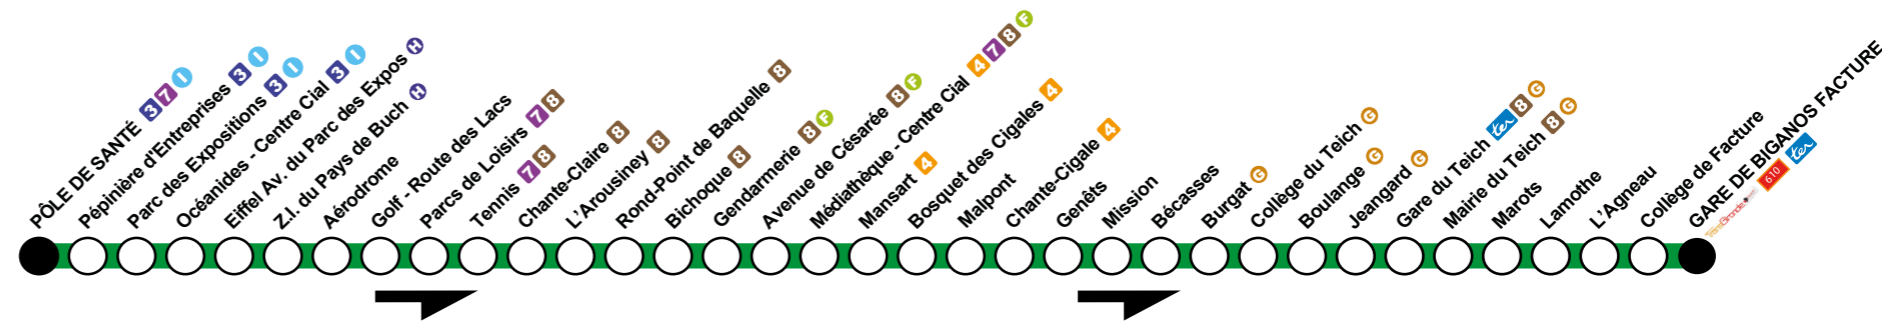 PÔLE DE SANTÉ 3 7 I
Pépinière d'Entreprises 3 I
Parc des Expositions 3 I
Océanides - Centre Cial 3 I
Eiffel Av. du Parc des Expos H
Z.I. du Pays de Buch H
Aérodrome
Golf - Route des Lacs
Parcs de Loisirs 7 8
Tennis 7 8
Chante-Claire 8
L'Arousiney 8
Rond-Point de Baquelle 8
Bichoque 8
Gendarmerie 8 F
Avenue de Césarée 8 F
Médiathèque - Centre Cial 4 7 8 F
Mansart 4
Bosquet des Cigales 4
Malpont
Chante-Cigale 4
Genêts
Mission
Bécasses
Burgat G
Collège du Teich G
Boulange G
Jeangard G
Gare du Teich ter 8 G
Mairie du Teich 8 G
Marots
Lamothe
L'Agneau
Collège de Facture
GARE DE BIGANOS FACTURE
TransGironde 610 ter